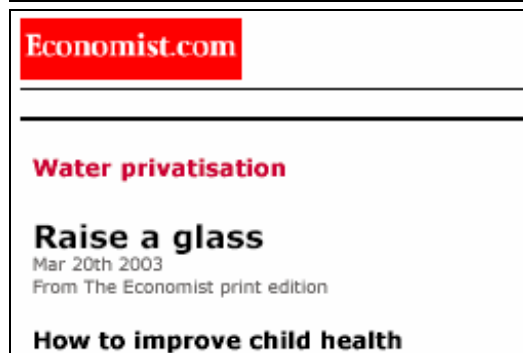 Economist.com
Water privatisation
Raise a glass
Mar 20th 2003
From The Economist print edition
How to improve child health